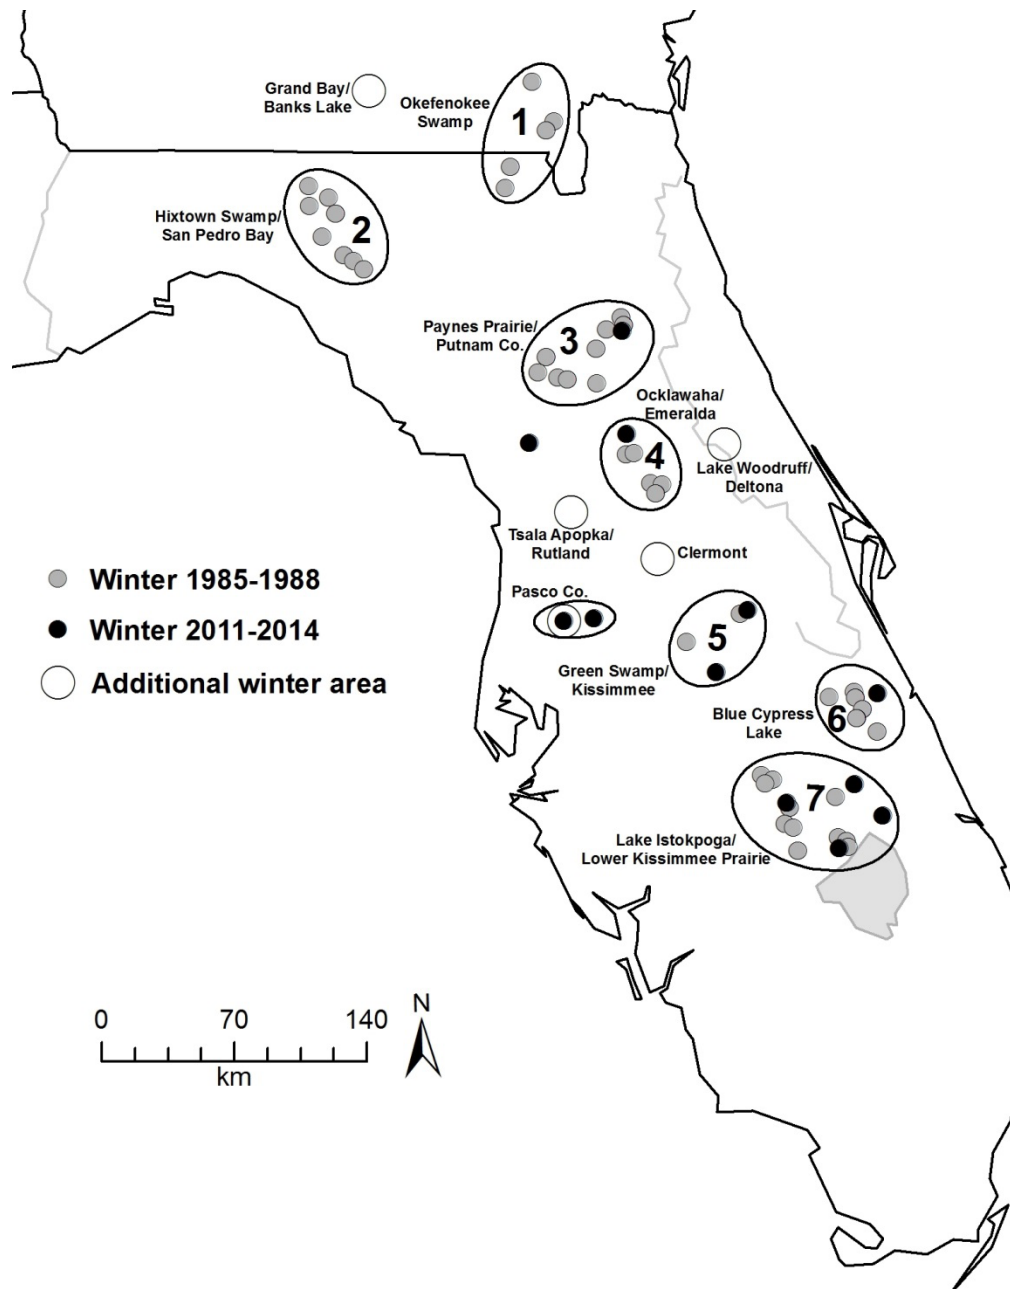 Grand Bay/
Banks Lake
Okefenokee
Swamp
1
Hixtown Swamp/
San Pedro Bay
2
Paynes Prairie/
Putnam Co.
3
Ocklawaha/
Emeralda
4
Lake Woodruff/
Deltona
Tsala Apopka/
Rutland
Clermont
Winter 1985-1988
Winter 2011-2014
Additional winter area
Pasco Co.
5
Green Swamp/
Kissimmee
Blue Cypress
Lake
6
7
Lake Istokpoga/
Lower Kissimmee Prairie
0 70 140
km
N